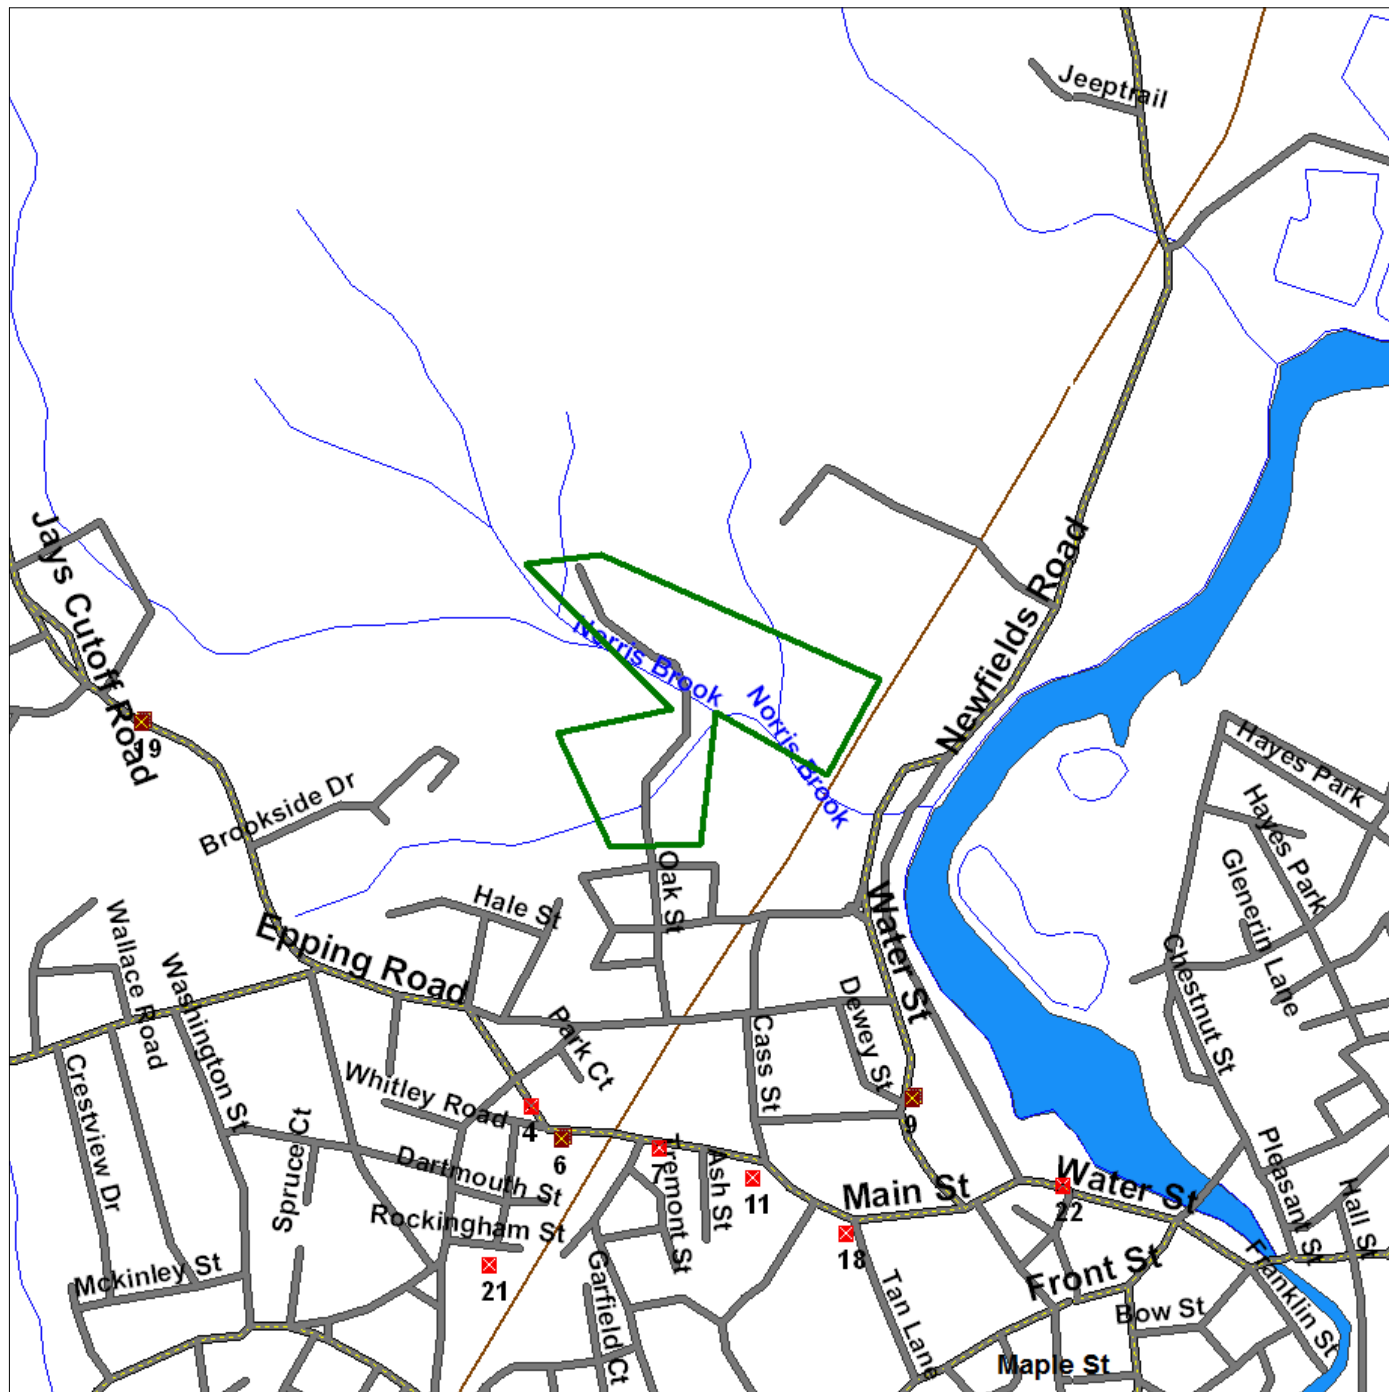 Jeeptrail
Jays Cutoff Road
Newfields Road
Norris Brook
Norris Brook
19
Hayes Park
Hayes Park
Brookside Dr
Glenerin Lane
Oak St
Hale St
Water St
Wallace Road
Epping Road
Washington St
Chestnut St
Dewey St
Park Ct
Cass St
Crestview Dr
Whitley Road
Spruce Ct
4
9
6
7
Tremont St
Ash St
Pleasant St
Dartmouth St
Water St
11
Main St
22
Hall St
Rockingham St
18
Mckinley St
21
Garfield Ct
Front St
Franklin St
Tan Lane
Bow St
Maple St